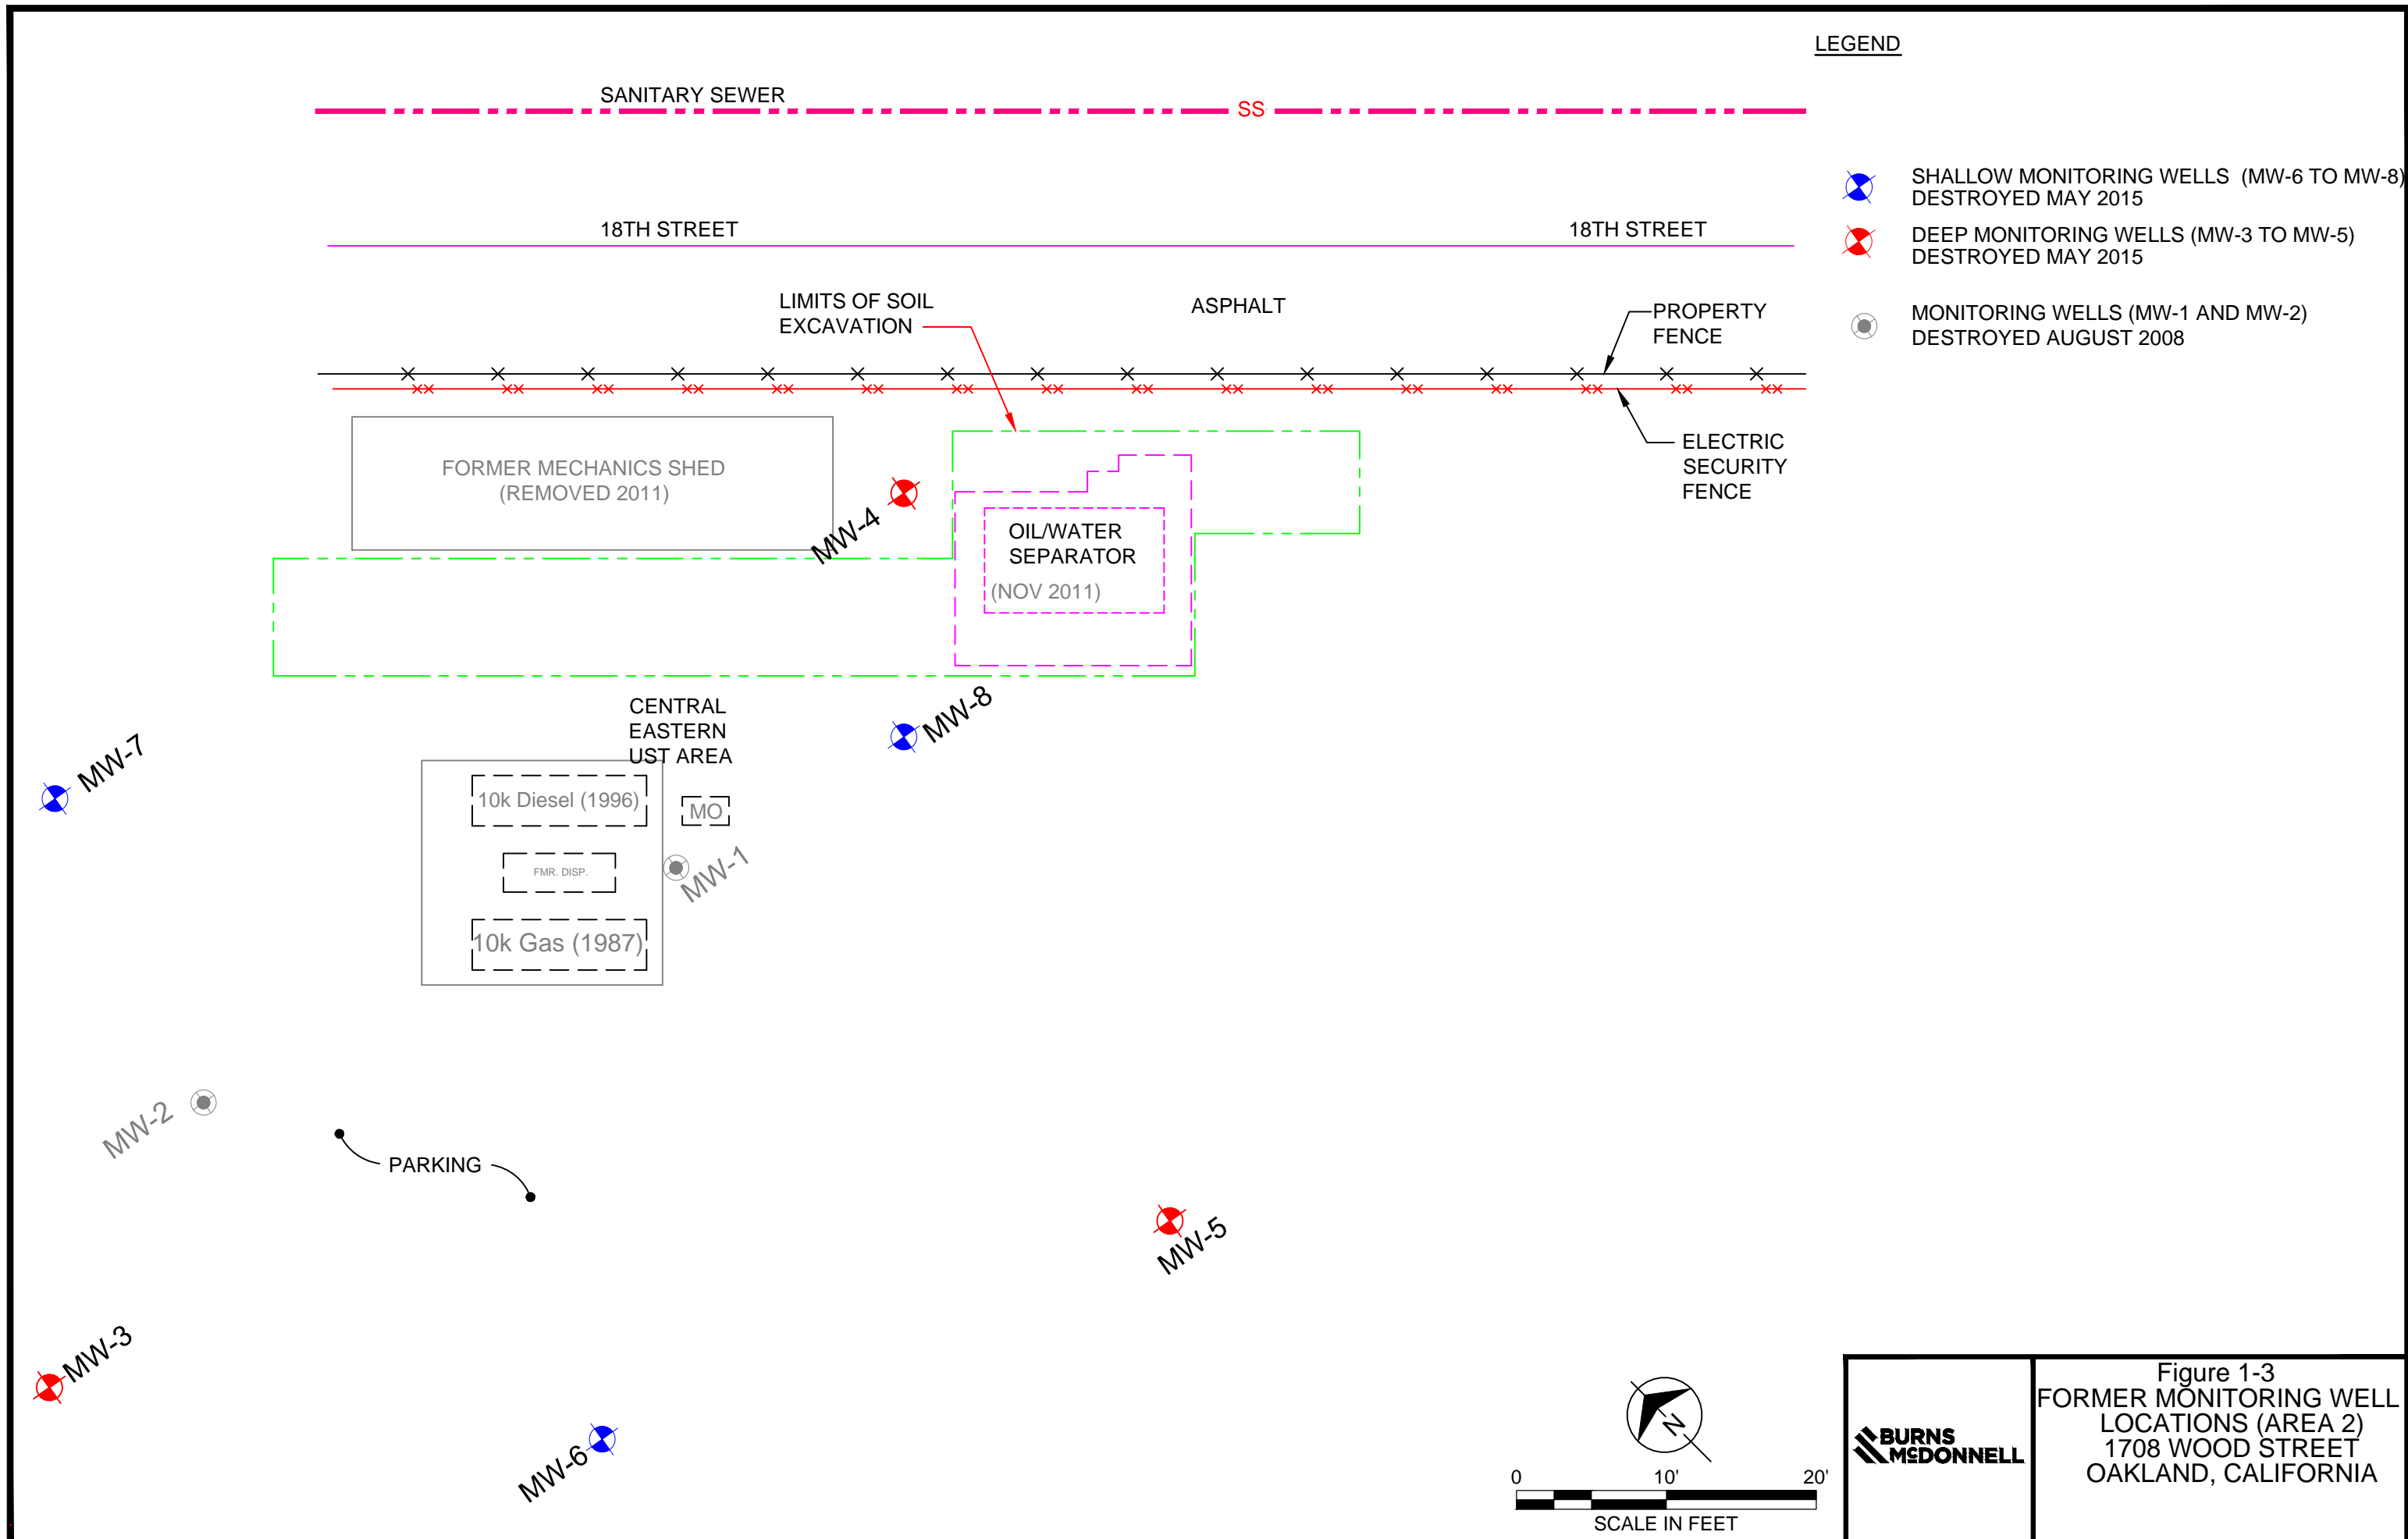 LEGEND
SANITARY SEWER
SS
SHALLOW MONITORING WELLS (MW-6 TO MW-8)
DESTROYED MAY 2015
18TH STREET
18TH STREET
DEEP MONITORING WELLS (MW-3 TO MW-5)
DESTROYED MAY 2015
LIMITS OF SOIL
EXCAVATION
ASPHALT
PROPERTY
FENCE
MONITORING WELLS (MW-1 AND MW-2)
DESTROYED AUGUST 2008
ELECTRIC
SECURITY
FENCE
FORMER MECHANICS SHED
(REMOVED 2011)
MW-4
OIL/WATER
SEPARATOR
(NOV 2011)
CENTRAL
EASTERN
UST AREA
MW-8
MW-7
10k Diesel (1996)
MO
FMR. DISP.
MW-1
10k Gas (1987)
MW-2
PARKING
MW-5
MW-3
MW-6
N
0 10' 20'
SCALE IN FEET
BURNS
MCDONNELL
Figure 1-3
FORMER MONITORING WELL
LOCATIONS (AREA 2)
1708 WOOD STREET
OAKLAND, CALIFORNIA